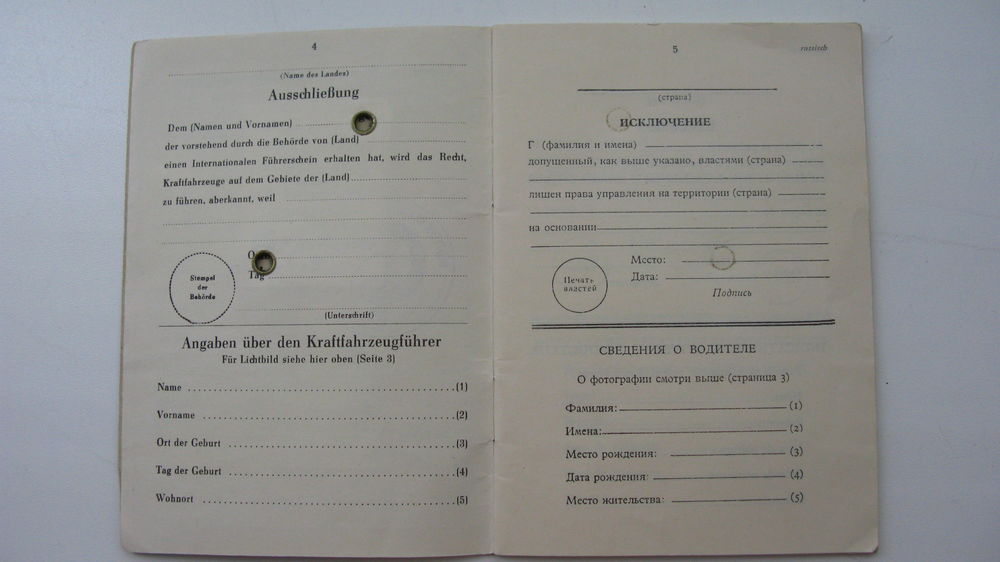 4
(Name des Landes)
Ausschließung
Dem (Namen und Vornamen)
der vorstehend durch die Behörde von (Land)
einen Internationalen Führerschein erhalten hat, wird das Recht,
Kraftfahrzeuge auf dem Gebiete der (Land)
zu führen, aberkannt, weil
Tag
Stempel
der
Behörde
(Unterschrift)
Angaben über den Kraftfahrzeugführer
Für Lichtbild siehe hier oben (Seite 3)
Name (1)
Vorname (2)
Ort der Geburt (3)
Tag der Geburt (4)
Wohnort (5)
5
russisch
(страна)
ИСКЛЮЧЕНИЕ
Г (фамилия и имена)
допущенный, как выше указано, властями (страна)
лишен права управления на территории (страна)
на основании
Место:
Дата:
Печать
властей
Подпись
СВЕДЕНИЯ О ВОДИТЕЛЕ
О фотографии смотри выше (страница 3)
Фамилия: (1)
Имена: (2)
Место рождения: (3)
Дата рождения: (4)
Место жительства: (5)